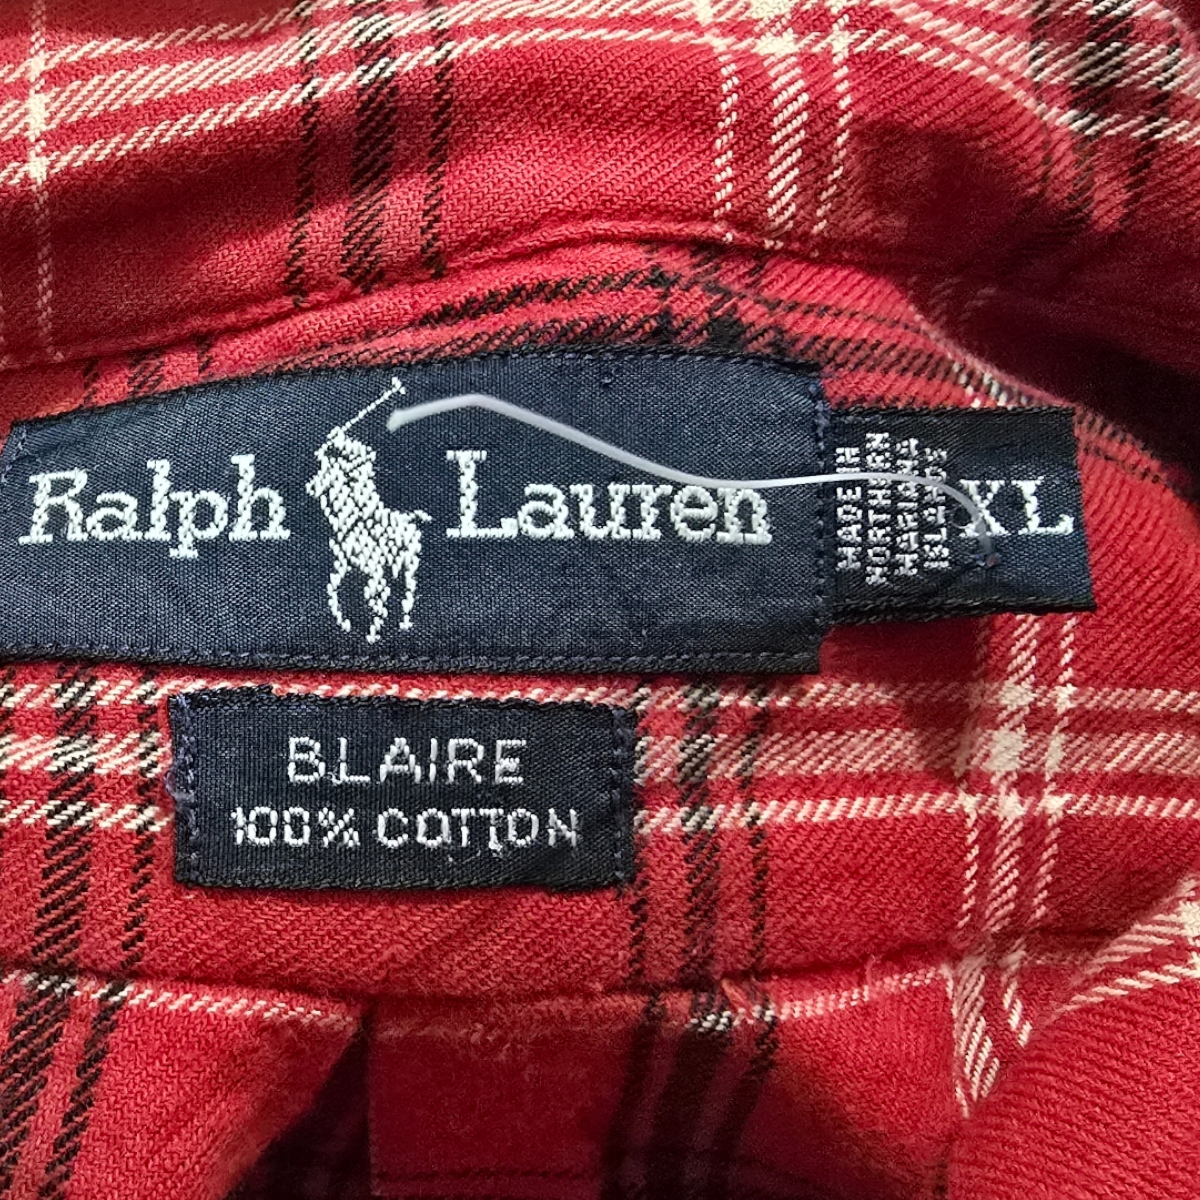 Ralph Lauren
MADE IN
NORTHERN
MARIANA
ISLANDS
XL
BLAIRE
100% COTTON